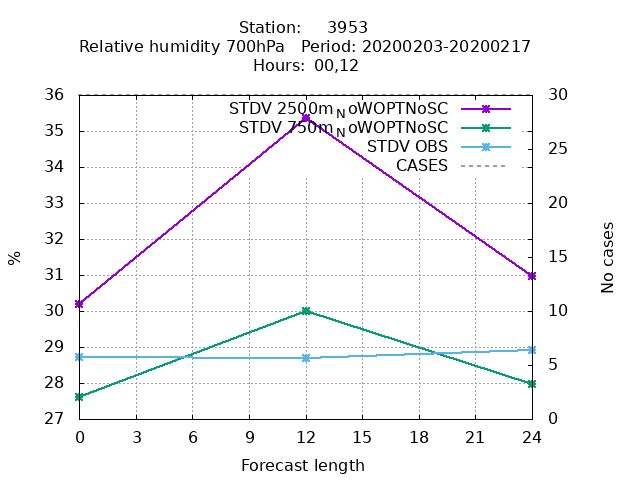 Station: 3953
Relative humidity 700hPa Period: 20200203-20200217
Hours: 00,12
36
35
34
33
32
31
30
29
28
27
%
30
25
20
15
10
5
0
No cases
STDV 2500m_NoWOPTNoSC
STDV 750m_NoWOPTNoSC
STDV OBS
CASES
0 3 6 9 12 15 18 21 24
Forecast length